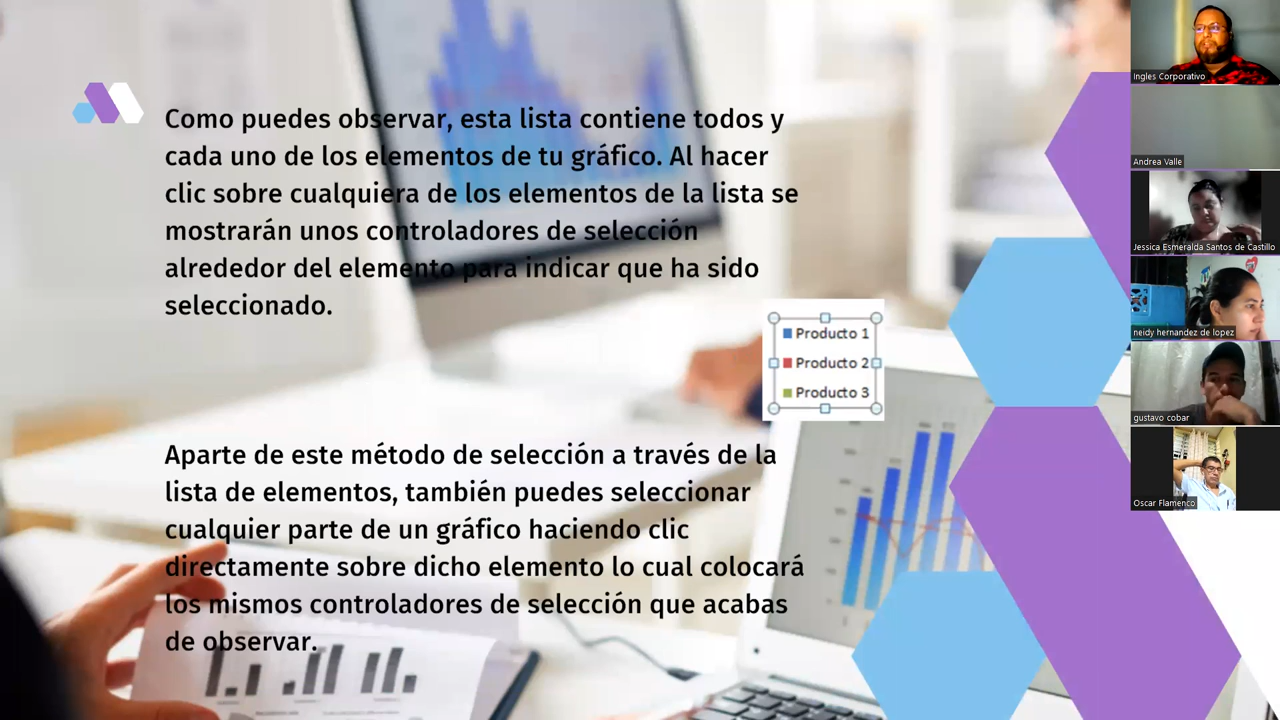 Como puedes observar, esta lista contiene todos y
cada uno de los elementos de tu gráfico. Al hacer
clic sobre cualquiera de los elementos de la lista se
mostrarán unos controladores de selección
alrededor del elemento para indicar que ha sido
seleccionado.
Producto 1
Producto 2
Producto 3
Aparte de este método de selección a través de la
lista de elementos, también puedes seleccionar
cualquier parte de un gráfico haciendo clic
directamente sobre dicho elemento lo cual colocará
los mismos controladores de selección que acabas
de observar.
Ingles Corporativo
Andrea Valle
Jessica Esmeralda Santos de Castillo
neidy hernandez de lopez
gustavo cobar
Oscar Flamenco